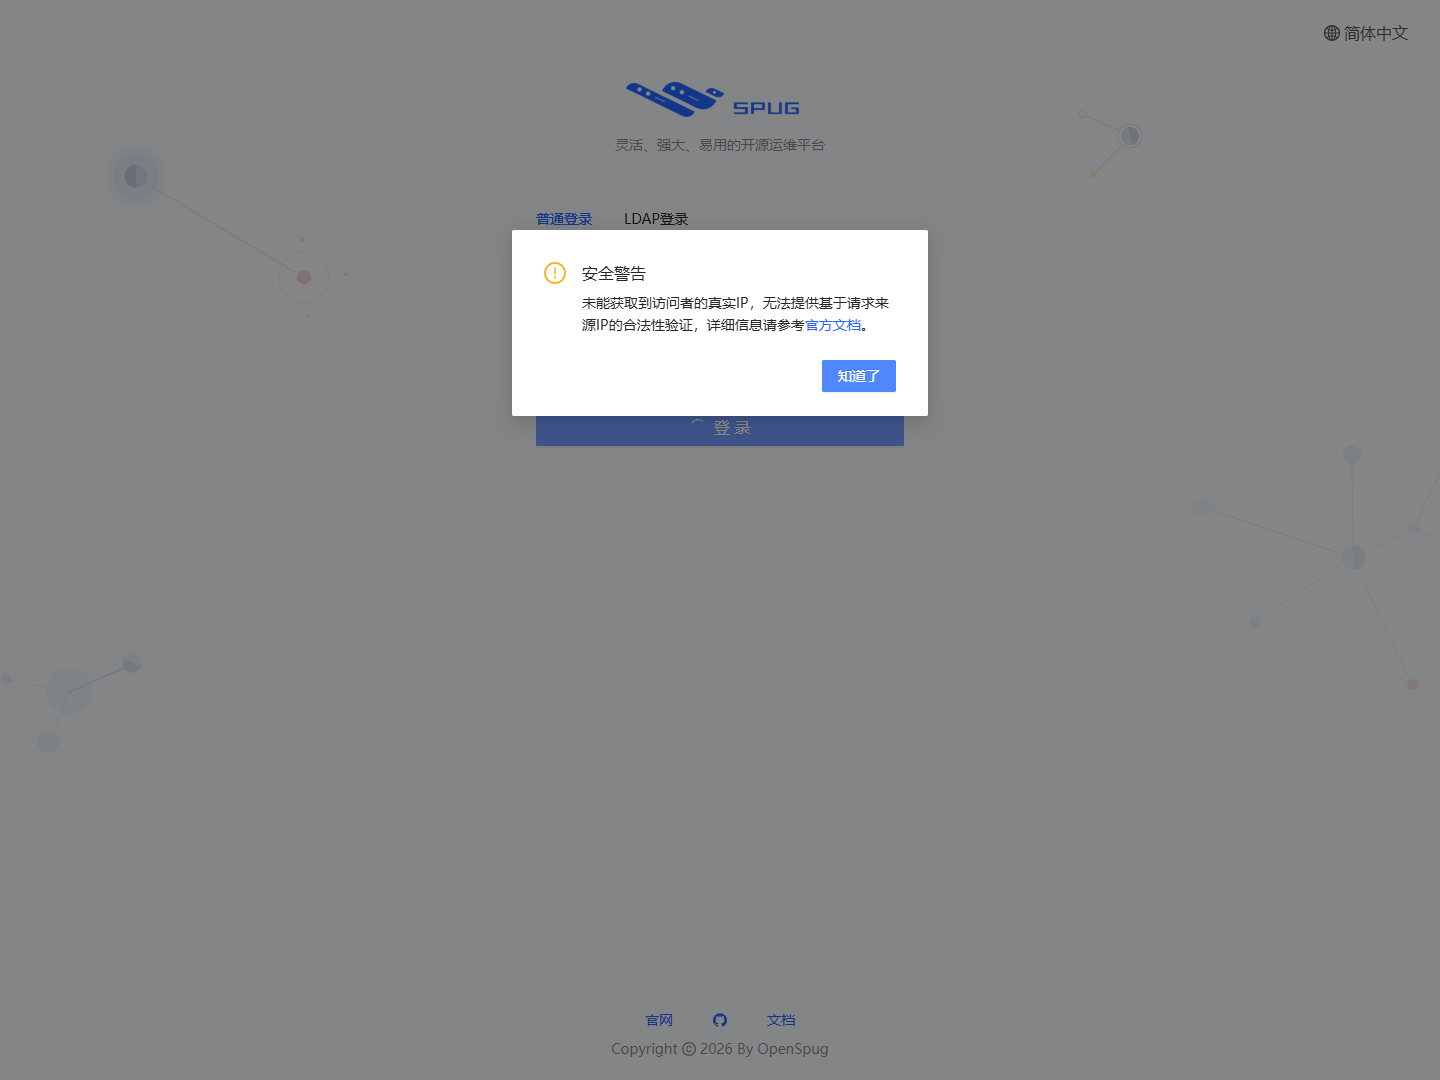 简体中文
SPUG
灵活、强大、易用的开源运维平台
普通登录 LDAP登录
安全警告
未能获取到访问者的真实IP，无法提供基于请求来
源IP的合法性验证，详细信息请参考官方文档。
知道了
登 录
官网 文档
Copyright © 2026 By OpenSpug